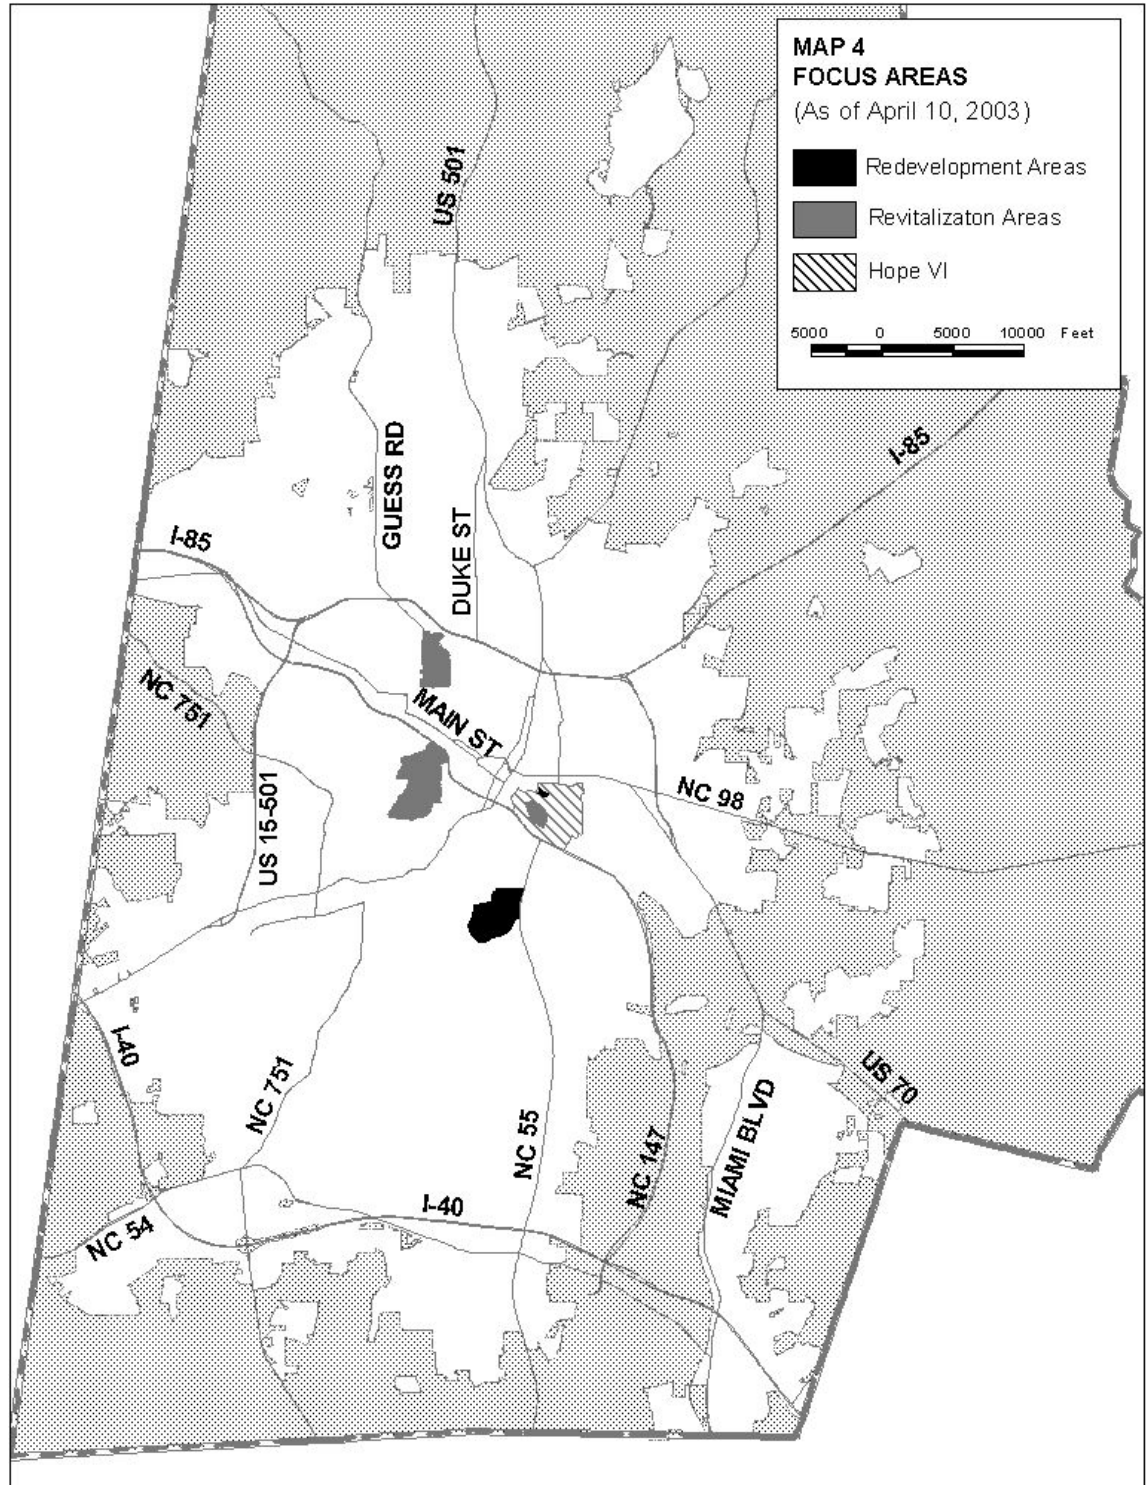 MAP 4
FOCUS AREAS
(As of April 10, 2003)
Redevelopment Areas
Revitalizaton Areas
Hope VI
5000 0 5000 10000 Feet
US 501
I-85
GUESS RD
DUKE ST
I-85
NC 751
MAIN ST
US 15-501
NC 98
I-40
NC 751
NC 55
NC 147
MIAMI BLVD
US 70
NC 54
I-40